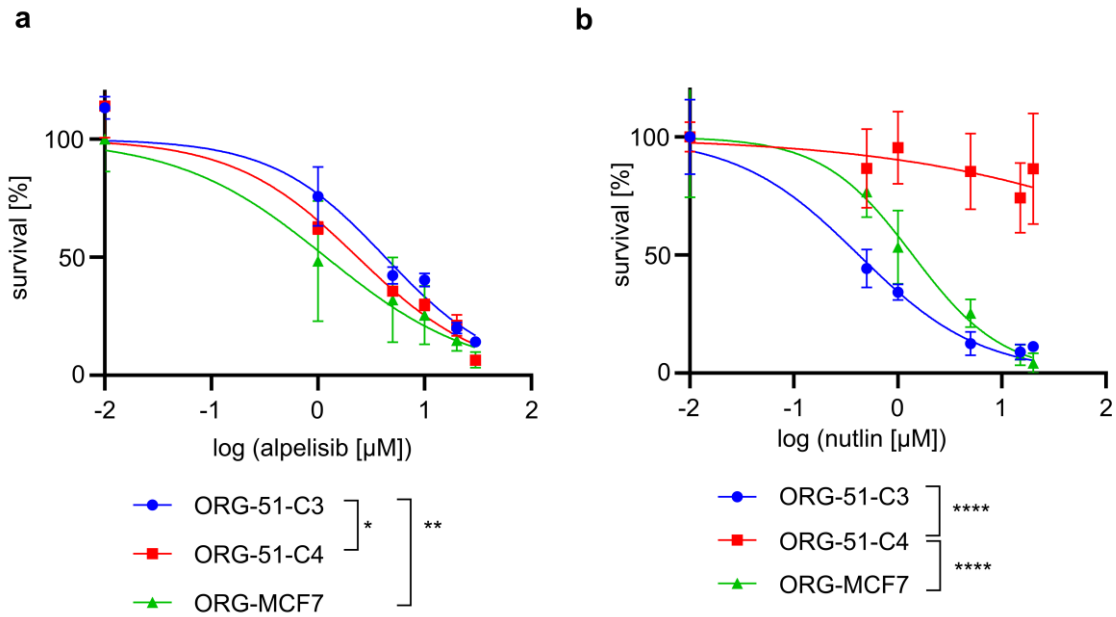 a
survival [%]
100
50
0
-2 -1 0 1 2
log (alpelisib [µM])
ORG-51-C3
ORG-51-C4
ORG-MCF7
*
**
b
survival [%]
100
50
0
-2 -1 0 1 2
log (nutlin [µM])
ORG-51-C3
ORG-51-C4
ORG-MCF7
****
****